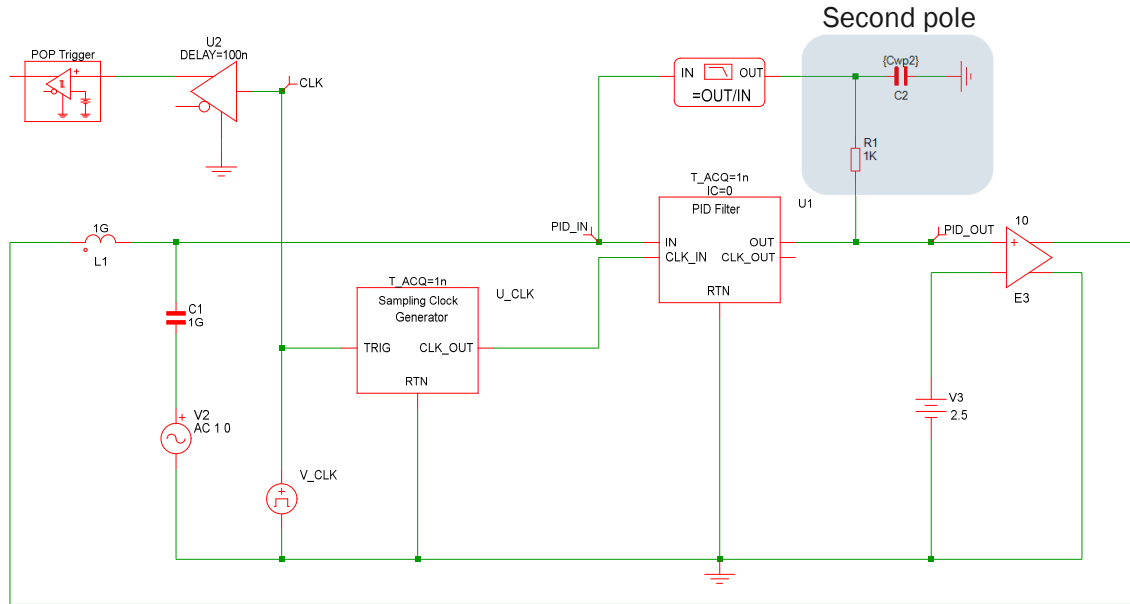 Second pole
POP Trigger
U2
DELAY=100n
CLK
IN
OUT
=OUT/IN
{Cwp2}
C2
R1
1K
T_ACQ=1n
IC=0
PID Filter
U1
1G
L1
PID_IN
IN
OUT
CLK_IN
CLK_OUT
RTN
PID_OUT
10
E3
T_ACQ=1n
U_CLK
Sampling Clock
Generator
TRIG
CLK_OUT
RTN
C1
1G
V2
AC 1 0
V3
2.5
V_CLK